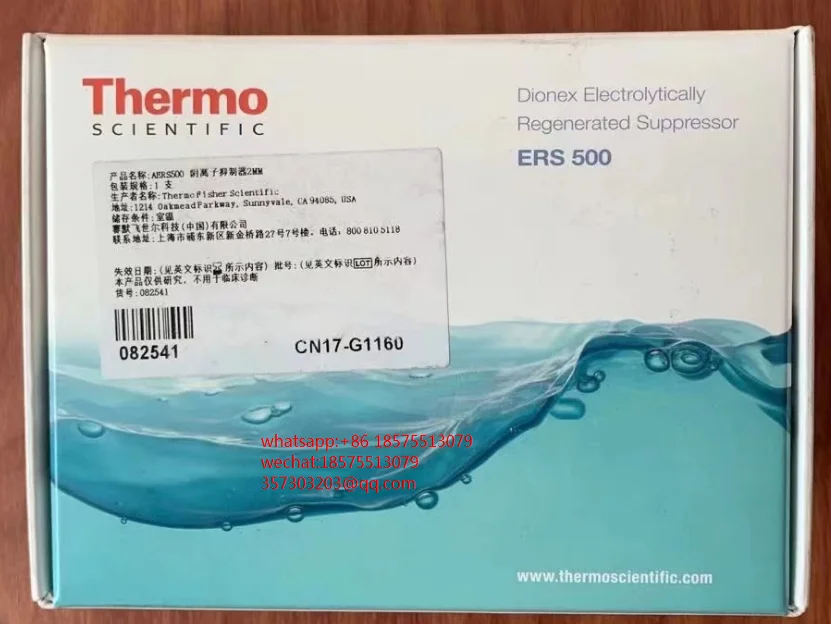 Thermo
SCIENTIFIC
Dionex Electrolytically
Regenerated Suppressor
ERS 500
产品名称:AERS500 阴离子抑制器2MM
包装规格:1 支
生产者名称:Thermo Fisher Scientific
地址:1214 OakmeadParkway, Sunnyvale, CA 94085, USA
储存条件:室温
赛默飞世尔科技(中国)有限公司
联系地址:上海市浦东新区新金桥路27号7号楼。电话:800 810 5118
失效日期:(见英文标识 所示内容) 批号:(见英文标识LOT所示内容)
本产品仅供研究,不用于临床诊断
货号:082541
082541
CN17-G1160
whatsapp:+86 18575513079
wechat:18575513079
357303203@qq.com
www.thermoscientific.com